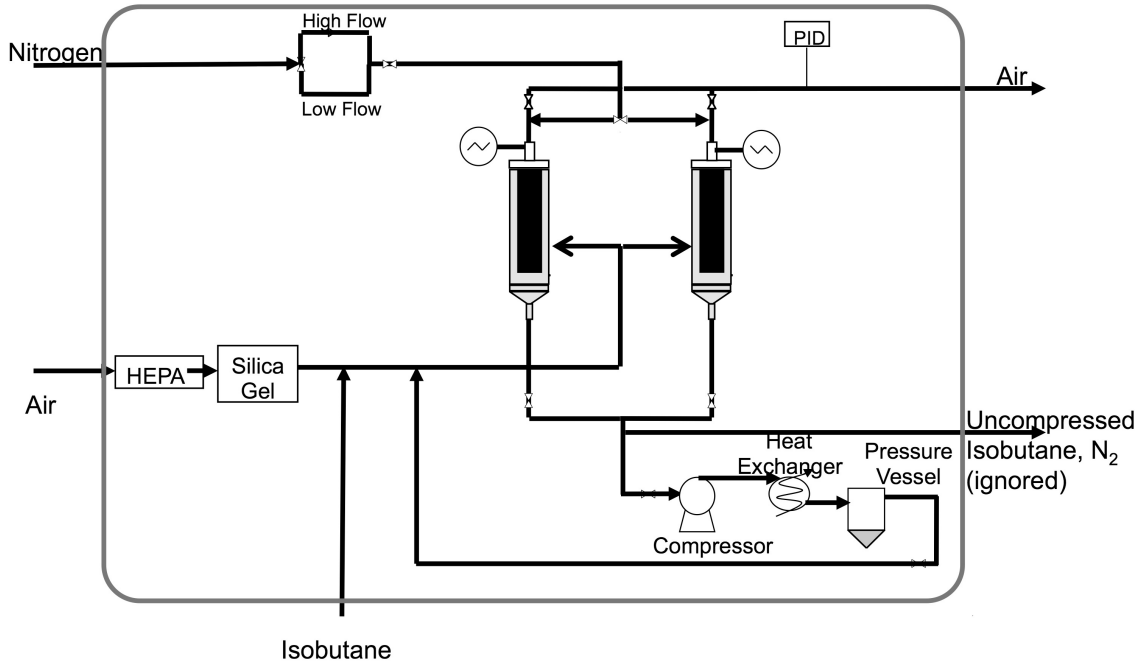 High Flow
Nitrogen
PID
Air
Low Flow
HEPA
Silica
Gel
Air
Uncompressed
Isobutane, N₂
(ignored)
Heat
Exchanger
Pressure
Vessel
Compressor
Isobutane